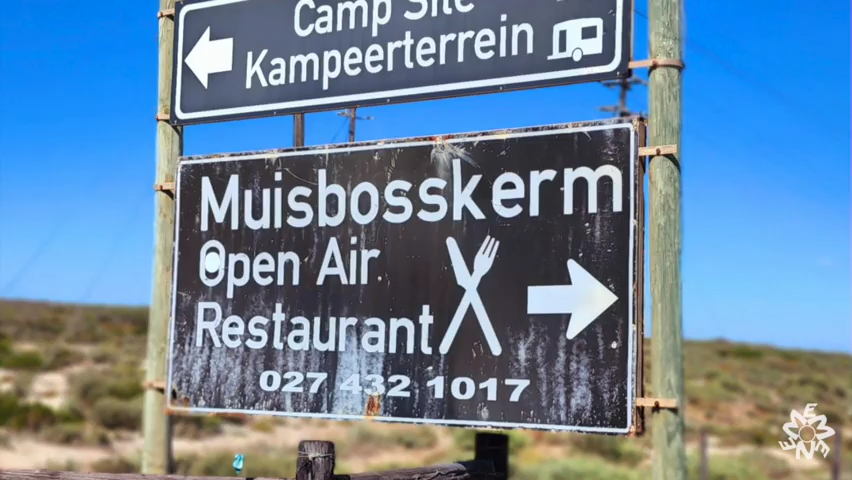 Camp Site
Kampeerterrein
Muisbosskerm
Open Air
Restaurant
027 432 1017